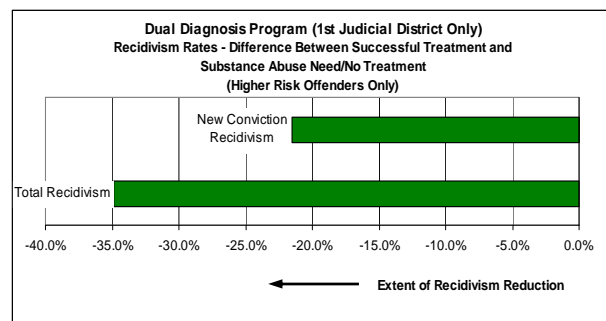 Dual Diagnosis Program (1st Judicial District Only)
Recidivism Rates - Difference Between Successful Treatment and
Substance Abuse Need/No Treatment
(Higher Risk Offenders Only)
New Conviction
Recidivism
Total Recidivism
-40.0% -35.0% -30.0% -25.0% -20.0% -15.0% -10.0% -5.0% 0.0%
Extent of Recidivism Reduction